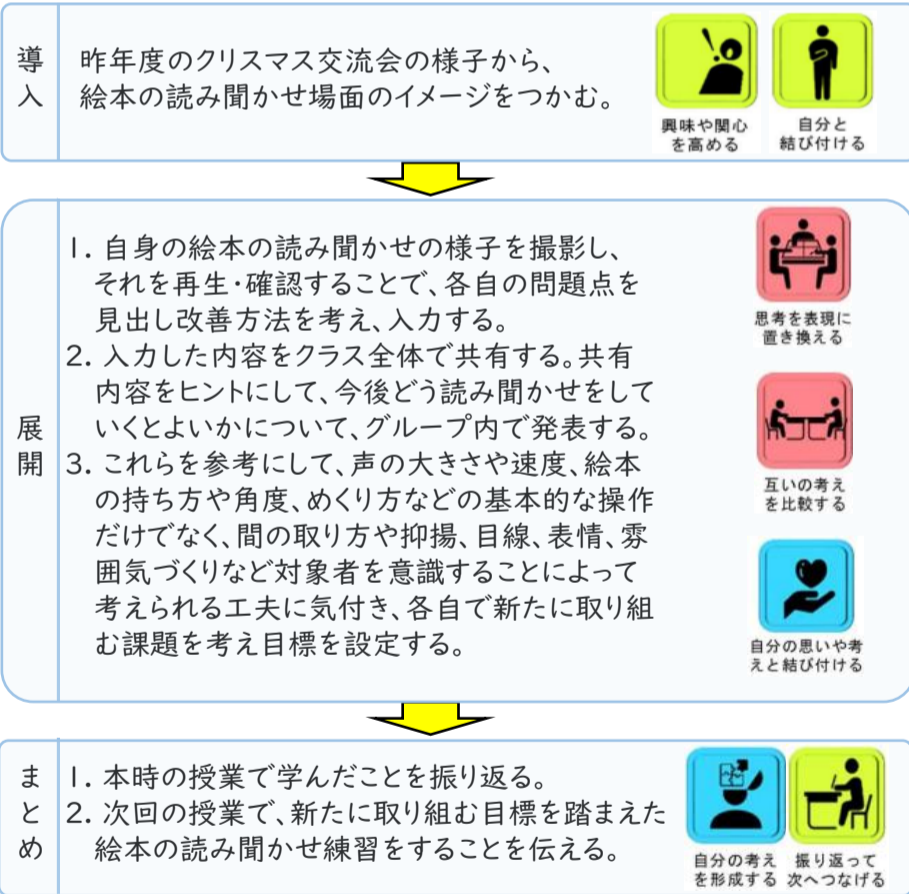 導入
昨年度のクリスマス交流会の様子から、
絵本の読み聞かせ場面のイメージをつかむ。
興味や関心
を高める
自分と
結び付ける
展開
1. 自身の絵本の読み聞かせの様子を撮影し、
それを再生・確認することで、各自の問題点を
見出し改善方法を考え、入力する。
2. 入力した内容をクラス全体で共有する。共有
内容をヒントにして、今後どう読み聞かせをして
いくとよいかについて、グループ内で発表する。
3. これらを参考にして、声の大きさや速度、絵本
の持ち方や角度、めくり方などの基本的な操作
だけでなく、間の取り方や抑揚、目線、表情、雰
囲気づくりなど対象者を意識することによって
考えられる工夫に気付き、各自で新たに取り組
む課題を考え目標を設定する。
思考を表現に
置き換える
互いの考え
を比較する
自分の思いや考
えと結び付ける
まとめ
1. 本時の授業で学んだことを振り返る。
2. 次回の授業で、新たに取り組む目標を踏まえた
絵本の読み聞かせ練習をすることを伝える。
自分の考え
を形成する
振り返って
次へつなげる